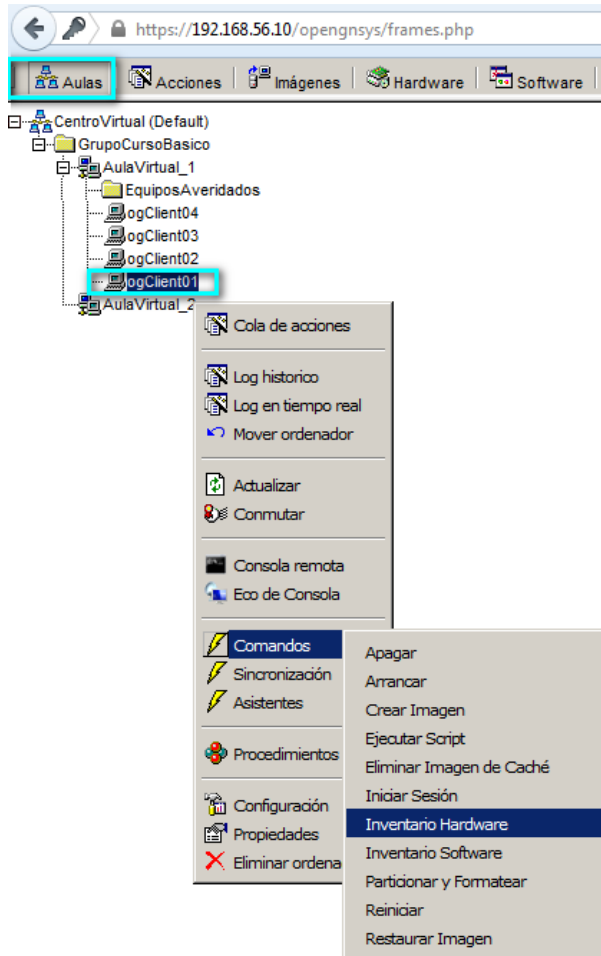 https://192.168.56.10/opengnsys/frames.php
Aulas Acciones Imágenes Hardware Software
CentroVirtual (Default)
GrupoCursoBasico
AulaVirtual_1
EquiposAveridados
ogClient04
ogClient03
ogClient02
ogClient01
AulaVirtual_2
Cola de acciones
Log historico
Log en tiempo real
Mover ordenador
Actualizar
Conmutar
Consola remota
Eco de Consola
Comandos
Sincronización
Asistentes
Procedimientos
Configuración
Propiedades
Eliminar ordena
Apagar
Arrancar
Crear Imagen
Ejecutar Script
Eliminar Imagen de Caché
Iniciar Sesión
Inventario Hardware
Inventario Software
Particionar y Formatear
Reiniciar
Restaurar Imagen